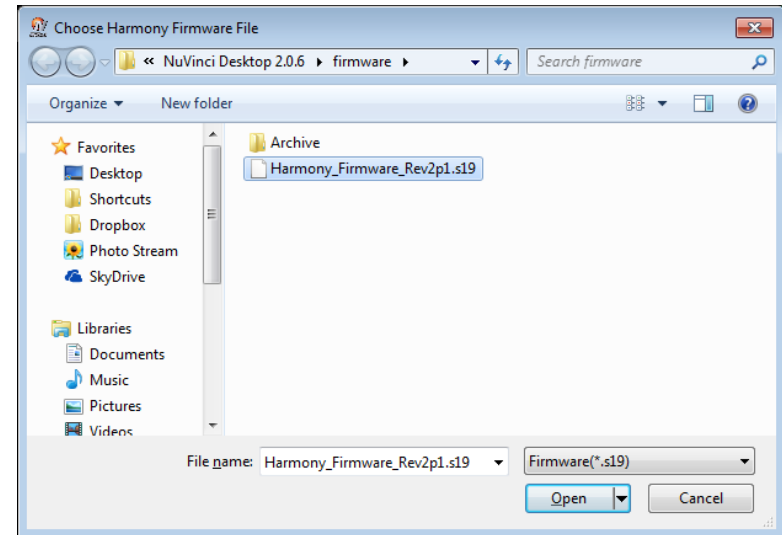 Choose Harmony Firmware File
« NuVinci Desktop 2.0.6 ▸ firmware ▸
Search firmware
Organize ▾ New folder
Favorites
Desktop
Shortcuts
Dropbox
Photo Stream
SkyDrive
Libraries
Documents
Music
Pictures
Videos
Archive
Harmony_Firmware_Rev2p1.s19
File name: Harmony_Firmware_Rev2p1.s19
Firmware(*.s19)
Open
Cancel